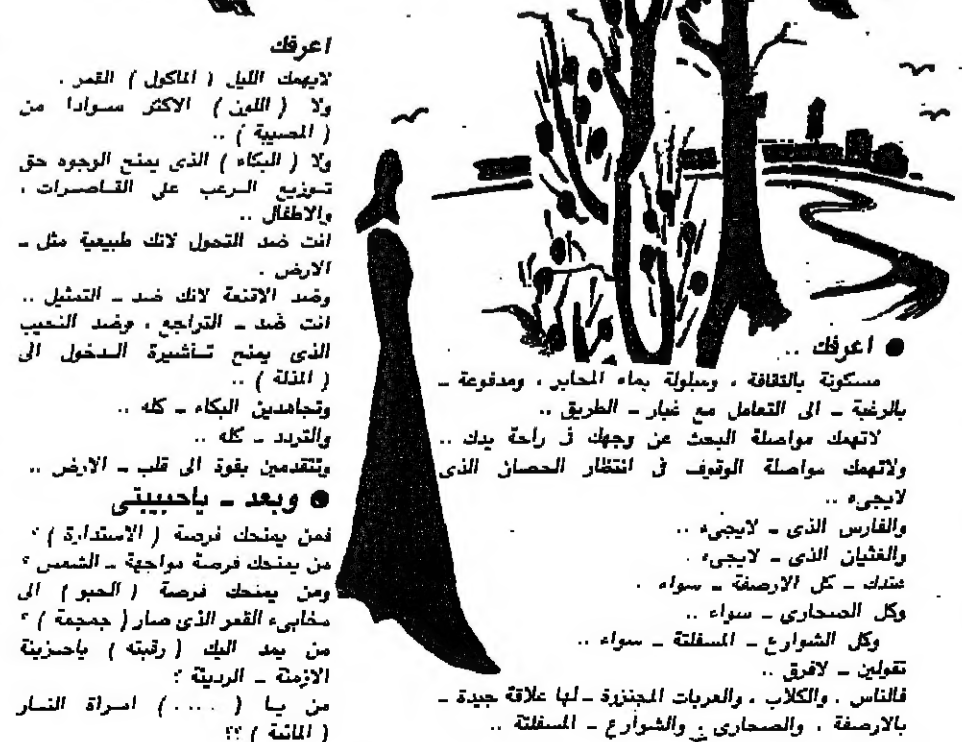 ● اعرفك ..
مسكونة بالثقافة ، ومبلولة بماء المحابر ، ومدفوعة ـ
بالرغبة ـ الى التعامل مع غبار ـ الطريق ..
لاتهمك مواصلة البحث عن وجهك فى راحة يدك ..
ولاتهمك مواصلة الوقوف فى انتظار الحصان الذى
لايجىء ..
والفارس الذى ـ لايجىء ..
والغثيان الذى ـ لايجىء .
عندك ـ كل الارصفة ـ سواء .
وكل الصحارى ـ سواء ..
وكل الشوارع ـ المسفلتة ـ سواء ..
تقولين ـ لافرق ..
فالناس ، والكلاب ، والعربات المجنزرة ـ لها علاقة جيدة ـ
بالارصفة ، والصحارى ، والشوارع ـ المسفلتة ..
اعرفك
لايهمك الليل ( الماكول ) القمر .
ولا ( اللون ) الاكثر سوادا من
( المصيبة ) ..
ولا ( البكاء ) الذى يمنح الوجوه حق
توزيع الرعب على القاصرات ،
والاطفال ..
انت ضد التحول لانك طبيعية مثل ـ
الارض .
وضد الاقنعة لانك ضد ـ التمثيل ..
انت ضد ـ التراجع ، وضد النحيب
الذى يمنح تاشيرة الدخول الى
( المذلة ) ..
وتجاهدين البكاء ـ كله ..
والتردد ـ كله ..
وتتقدمين بقوة الى قلب ـ الارض ..
● وبعد ـ ياحبيبتى
فمن يمنحك فرصة ( الاستدارة ) ؟
من يمنحك فرصة مواجهة ـ الشمس ؟
ومن يمنحك فرصة ( الحبو ) الى
مخابىء القمر الذى صار ( جمجمة ) ؟
من يمد اليك ( رقبته ) ياحزينة
الازمنة ـ الرديئة ؟
من يا ( .... ) امراة النار
( المائية ) ؟؟